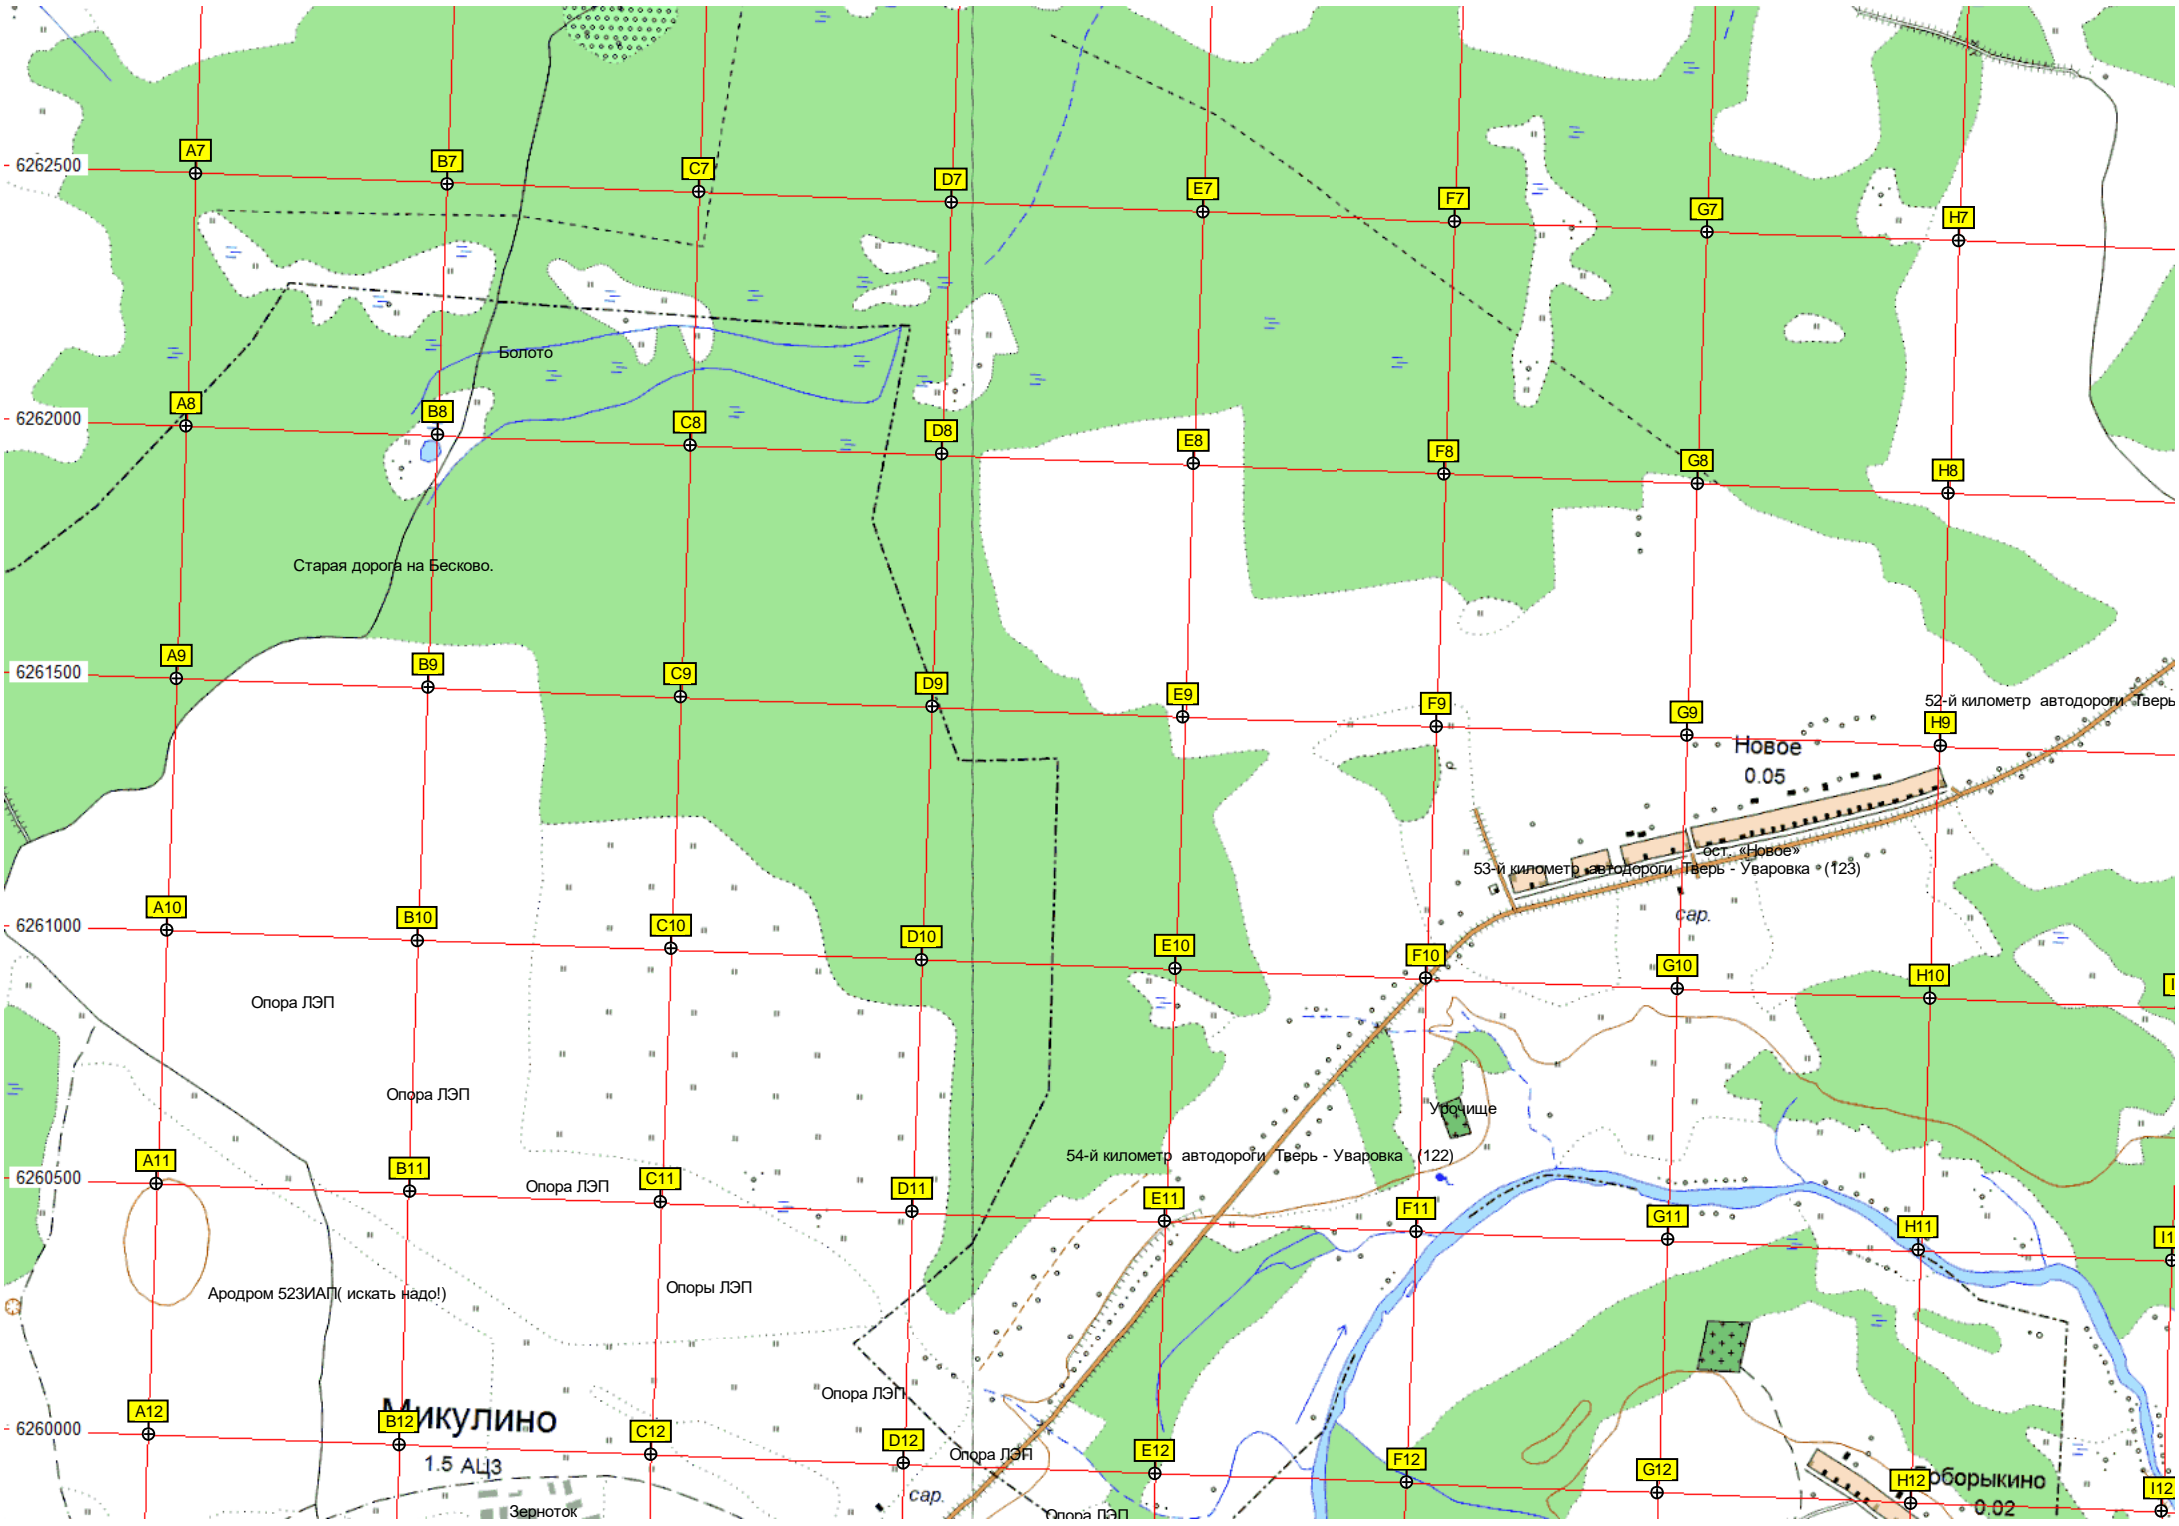 A7
B7
C7
D7
E7
F7
G7
H7
6262500
Болото
A8
B8
C8
D8
E8
F8
G8
H8
6262000
Старая дорога на Бесково.
A9
B9
C9
D9
E9
F9
G9
H9
6261500
52-й километр автодороги Тверь
Новое
0.05
ост. «Новое»
53-й километр автодороги Тверь - Уваровка (123)
сар.
A10
B10
C10
D10
E10
F10
G10
H10
6261000
Опора ЛЭП
Опора ЛЭП
Урочище
54-й километр автодороги Тверь - Уваровка (122)
A11
B11
C11
D11
E11
F11
G11
H11
I1
6260500
Опора ЛЭП
Опоры ЛЭП
Ародром 523ИАП( искать надо!)
Опора ЛЭП
Микулино
1.5 АЦЗ
A12
B12
C12
D12
E12
F12
G12
H12
I12
6260000
Опора ЛЭП
сар.
Зерноток
Опора ЛЭП
оборыкино
0.02